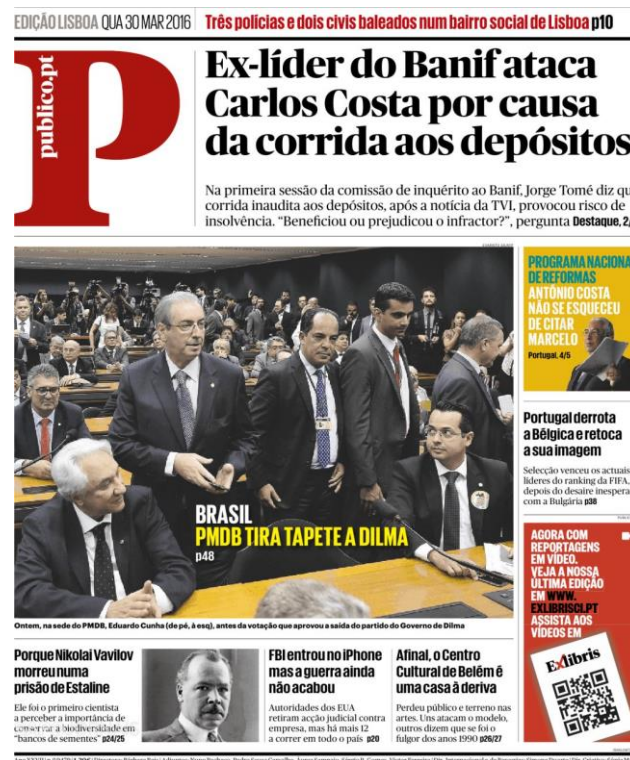 EDIÇÃO LISBOA QUA 30 MAR 2016 Três polícias e dois civis baleados num bairro social de Lisboa p10
publico.pt
P
Ex-líder do Banif ataca
Carlos Costa por causa
da corrida aos depósitos
Na primeira sessão da comissão de inquérito ao Banif, Jorge Tomé diz qu
corrida inaudita aos depósitos, após a notícia da TVI, provocou risco de
insolvência. “Beneficiou ou prejudicou o infractor?”, pergunta Destaque, 2/
BRASIL
PMDB TIRA TAPETE A DILMA
p48
Ontem, na sede do PMDB, Eduardo Cunha (de pé, à esq), antes da votação que aprovou a saída do partido do Governo de Dilma
PROGRAMA NACIONA
DE REFORMAS
ANTÓNIO COSTA
NÃO SE ESQUECEU
DE CITAR
MARCELO
Portugal, 4/5
Portugal derrota
a Bélgica e retoca
a sua imagem
Selecção venceu os actuais
líderes do ranking da FIFA,
depois do desaire inespera
com a Bulgária p38
AGORA COM
REPORTAGENS
EM VÍDEO.
VEJA A NOSSA
ÚLTIMA EDIÇÃO
EM WWW.
EXLIBRISCI.PT
ASSISTA AOS
VÍDEOS EM
Exlibris
Porque Nikolai Vavilov
morreu numa
prisão de Estaline
Ele foi o primeiro cientista
a perceber a importância de
conservar a biodiversidade em
“bancos de sementes” p24/25
FBI entrou no iPhone
mas a guerra ainda
não acabou
Autoridades dos EUA
retiram acção judicial contra
empresa, mas há mais 12
a correr em todo o país p20
Afinal, o Centro
Cultural de Belém é
uma casa à deriva
Perdeu público e terreno nas
artes. Uns atacam o modelo,
outros dizem que se foi o
fulgor dos anos 1990 p26/27